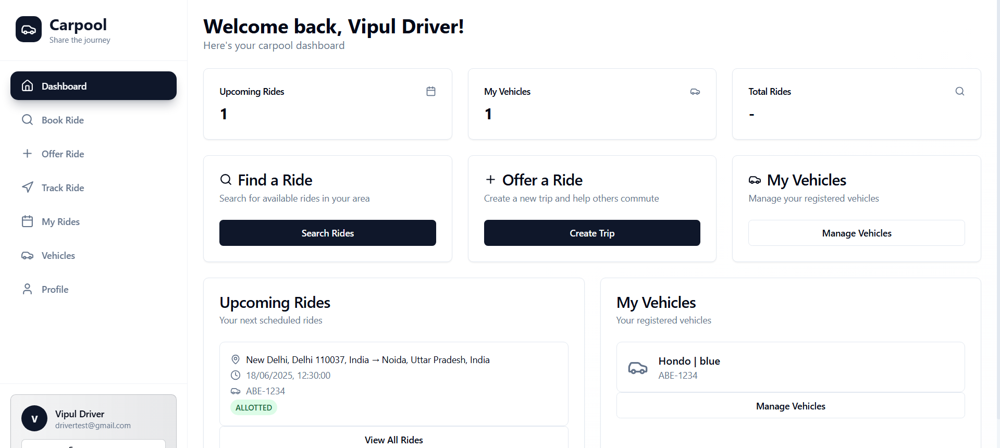 Carpool
Share the journey
Dashboard
Book Ride
Offer Ride
Track Ride
My Rides
Vehicles
Profile
V
Vipul Driver
drivertest@gmail.com
Welcome back, Vipul Driver!
Here's your carpool dashboard
Upcoming Rides
1
My Vehicles
1
Total Rides
-
Find a Ride
Search for available rides in your area
Search Rides
Offer a Ride
Create a new trip and help others commute
Create Trip
My Vehicles
Manage your registered vehicles
Manage Vehicles
Upcoming Rides
Your next scheduled rides
New Delhi, Delhi 110037, India → Noida, Uttar Pradesh, India
18/06/2025, 12:30:00
ABE-1234
ALLOTTED
View All Rides
My Vehicles
Your registered vehicles
Hondo | blue
ABE-1234
Manage Vehicles